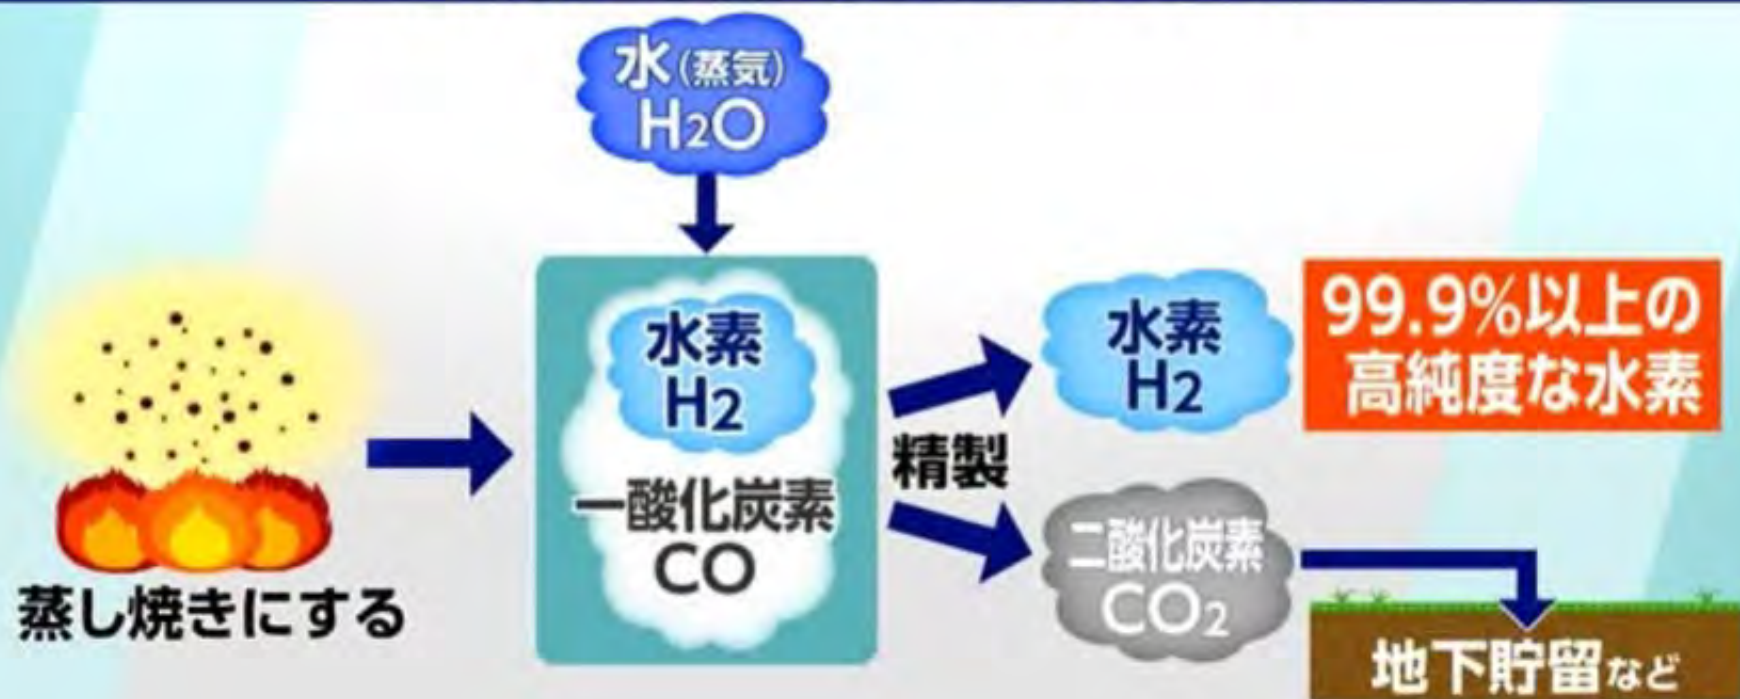 水(蒸気)
H2O
水素
H2
一酸化炭素
CO
蒸し焼きにする
精製
水素
H2
99.9%以上の
高純度な水素
二酸化炭素
CO2
地下貯留など